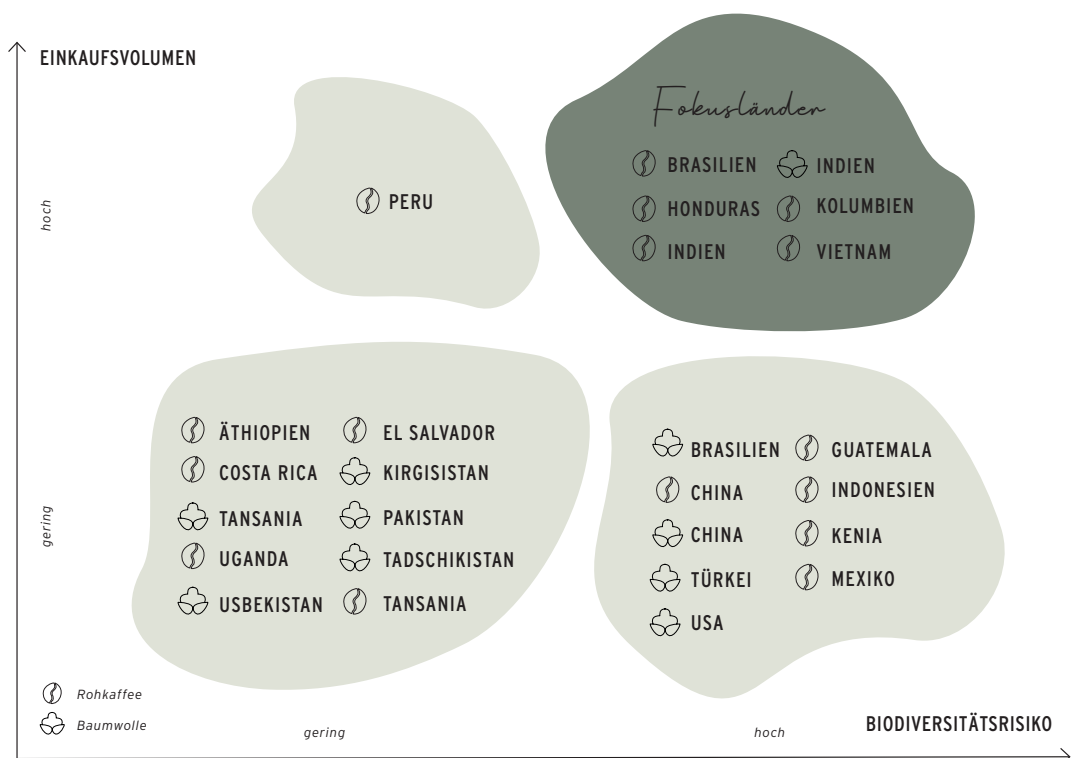 EINKAUFSVOLUMEN
hoch
PERU
Fokusländer
BRASILIEN INDIEN
HONDURAS KOLUMBIEN
INDIEN VIETNAM
gering
ÄTHIOPIEN EL SALVADOR
COSTA RICA KIRGISISTAN
TANSANIA PAKISTAN
UGANDA TADSCHIKISTAN
USBEKISTAN TANSANIA
BRASILIEN GUATEMALA
CHINA INDONESIEN
CHINA KENIA
TÜRKEI MEXIKO
USA
Rohkaffee
Baumwolle
gering
hoch
BIODIVERSITÄTSRISIKO